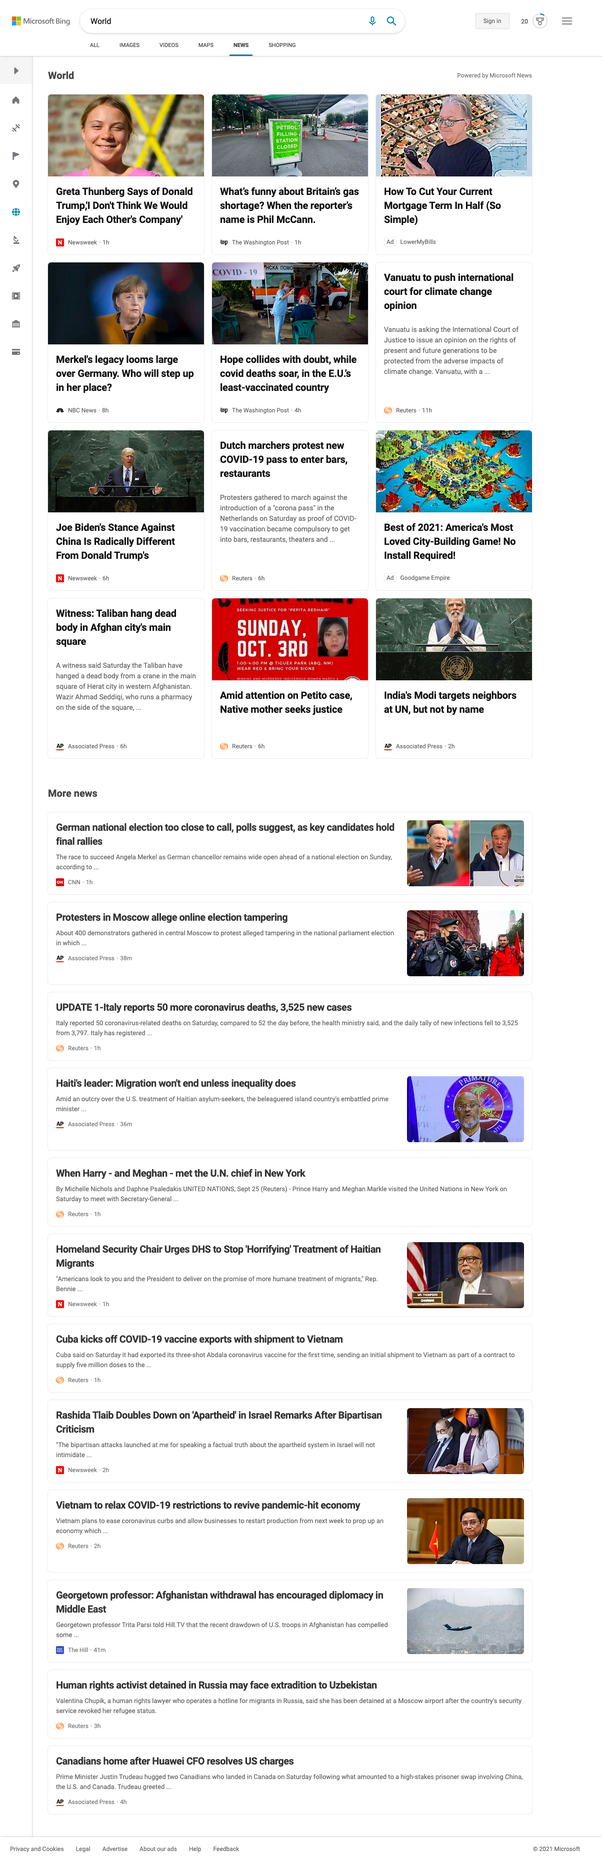 Microsoft Bing
World
Sign in
20
ALL
IMAGES
VIDEOS
MAPS
NEWS
SHOPPING
World
Powered by Microsoft News
PETROL
FILLING
STATION
CLOSED
Greta Thunberg Says of Donald
Trump,'I Don't Think We Would
Enjoy Each Other's Company'
Newsweek · 1h
What's funny about Britain's gas
shortage? When the reporter's
name is Phil McCann.
The Washington Post · 1h
How To Cut Your Current
Mortgage Term In Half (So
Simple)
Ad LowerMyBills
COVID - 19
Merkel's legacy looms large
over Germany. Who will step up
in her place?
NBC News · 8h
Hope collides with doubt, while
covid deaths soar, in the E.U.'s
least-vaccinated country
The Washington Post · 4h
Vanuatu to push international
court for climate change
opinion
Vanuatu is asking the International Court of
Justice to issue an opinion on the rights of
present and future generations to be
protected from the adverse impacts of
climate change. Vanuatu, with a ...
Reuters · 11h
Joe Biden's Stance Against
China Is Radically Different
From Donald Trump's
Newsweek · 6h
Dutch marchers protest new
COVID-19 pass to enter bars,
restaurants
Protesters gathered to march against the
introduction of a "corona pass" in the
Netherlands on Saturday as proof of COVID-
19 vaccination became compulsory to get
into bars, restaurants, theaters and ...
Reuters · 6h
Best of 2021: America's Most
Loved City-Building Game! No
Install Required!
Ad Goodgame Empire
Witness: Taliban hang dead
body in Afghan city's main
square
A witness said Saturday the Taliban have
hanged a dead body from a crane in the main
square of Herat city in western Afghanistan.
Wazir Ahmad Seddiqi, who runs a pharmacy
on the side of the square, ...
AP Associated Press · 6h
SEEKING JUSTICE FOR "PEPITA REDHAIR"
SUNDAY,
OCT. 3RD
1:00-4:00 PM @ TIGUEX PARK (ABQ, NM)
WEAR RED & BRING YOUR SIGNS
Amid attention on Petito case,
Native mother seeks justice
Reuters · 6h
India's Modi targets neighbors
at UN, but not by name
AP Associated Press · 2h
More news
German national election too close to call, polls suggest, as key candidates hold
final rallies
The race to succeed Angela Merkel as German chancellor remains wide open ahead of a national election on Sunday,
according to ...
CNN · 1h
Protesters in Moscow allege online election tampering
About 400 demonstrators gathered in central Moscow to protest alleged tampering in the national parliament election
in which ...
AP Associated Press · 38m
UPDATE 1-Italy reports 50 more coronavirus deaths, 3,525 new cases
Italy reported 50 coronavirus-related deaths on Saturday, compared to 52 the day before, the health ministry said, and the daily tally of new infections fell to 3,525
from 3,797. Italy has registered ...
Reuters · 1h
Haiti's leader: Migration won't end unless inequality does
Amid an outcry over the U.S. treatment of Haitian asylum-seekers, the beleaguered island country's embattled prime
minister ...
AP Associated Press · 36m
PRIMATURE
When Harry - and Meghan - met the U.N. chief in New York
By Michelle Nichols and Daphne Psaledakis UNITED NATIONS, Sept 25 (Reuters) - Prince Harry and Meghan Markle visited the United Nations in New York on
Saturday to meet with Secretary-General ...
Reuters · 1h
Homeland Security Chair Urges DHS to Stop 'Horrifying' Treatment of Haitian
Migrants
"Americans look to you and the President to deliver on the promise of more humane treatment of migrants," Rep.
Bennie ...
Newsweek · 1h
Cuba kicks off COVID-19 vaccine exports with shipment to Vietnam
Cuba said on Saturday it had exported its three-shot Abdala coronavirus vaccine for the first time, sending an initial shipment to Vietnam as part of a contract to
supply five million doses to the ...
Reuters · 1h
Rashida Tlaib Doubles Down on 'Apartheid' in Israel Remarks After Bipartisan
Criticism
"The bipartisan attacks launched at me for speaking a factual truth about the apartheid system in Israel will not
intimidate ...
Newsweek · 2h
Vietnam to relax COVID-19 restrictions to revive pandemic-hit economy
Vietnam plans to ease coronavirus curbs and allow businesses to restart production from next week to prop up an
economy which ...
Reuters · 2h
Georgetown professor: Afghanistan withdrawal has encouraged diplomacy in
Middle East
Georgetown professor Trita Parsi told Hill.TV that the recent drawdown of U.S. troops in Afghanistan has compelled
some ...
The Hill · 41m
Human rights activist detained in Russia may face extradition to Uzbekistan
Valentina Chupik, a human rights lawyer who operates a hotline for migrants in Russia, said she has been detained at a Moscow airport after the country's security
service revoked her refugee status.
Reuters · 3h
Canadians home after Huawei CFO resolves US charges
Prime Minister Justin Trudeau hugged two Canadians who landed in Canada on Saturday following what amounted to a high-stakes prisoner swap involving China,
the U.S. and Canada. Trudeau greeted ...
AP Associated Press · 4h
Privacy and Cookies
Legal
Advertise
About our ads
Help
Feedback
© 2021 Microsoft